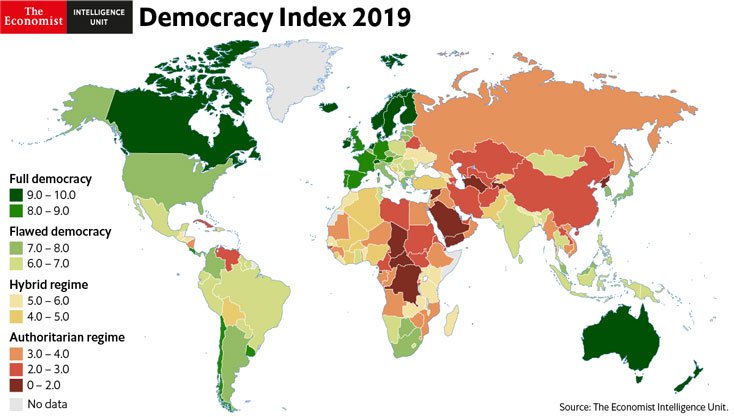 The
Economist
INTELLIGENCE
UNIT
Democracy Index 2019
Full democracy
9.0 – 10.0
8.0 – 9.0
Flawed democracy
7.0 – 8.0
6.0 – 7.0
Hybrid regime
5.0 – 6.0
4.0 – 5.0
Authoritarian regime
3.0 – 4.0
2.0 – 3.0
0 – 2.0
No data
Source: The Economist Intelligence Unit.